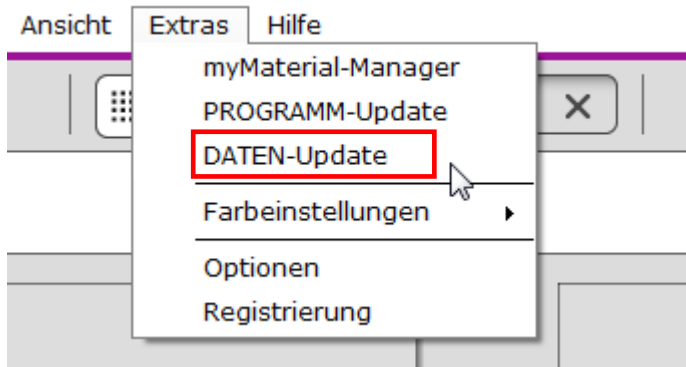 Ansicht Extras Hilfe
myMaterial-Manager
PROGRAMM-Update
DATEN-Update
Farbeinstellungen
Optionen
Registrierung